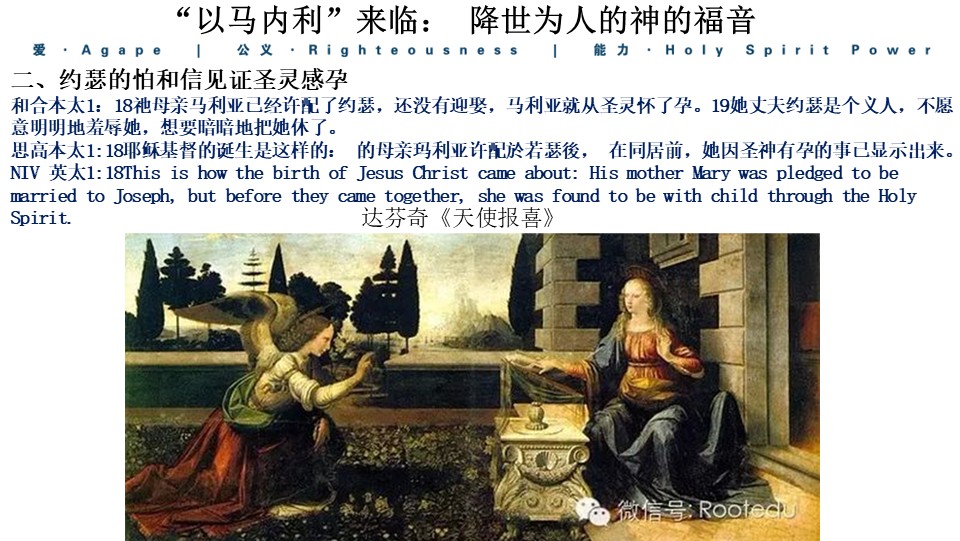 “以马内利”来临： 降世为人的神的福音
爱 · Agape | 公义 · Righteousness | 能力 · Holy Spirit Power
二、约瑟的怕和信见证圣灵感孕
和合本太1：18祂母亲马利亚已经许配了约瑟，还没有迎娶，马利亚就从圣灵怀了孕。19她丈夫约瑟是个义人，不愿
意明明地羞辱她，想要暗暗地把她休了。
思高本太1:18耶稣基督的诞生是这样的： 的母亲玛利亚许配於若瑟後， 在同居前，她因圣神有孕的事已显示出来。
NIV 英太1:18This is how the birth of Jesus Christ came about: His mother Mary was pledged to be
married to Joseph, but before they came together, she was found to be with child through the Holy
Spirit.
达芬奇《天使报喜》
微信号: Rootedu